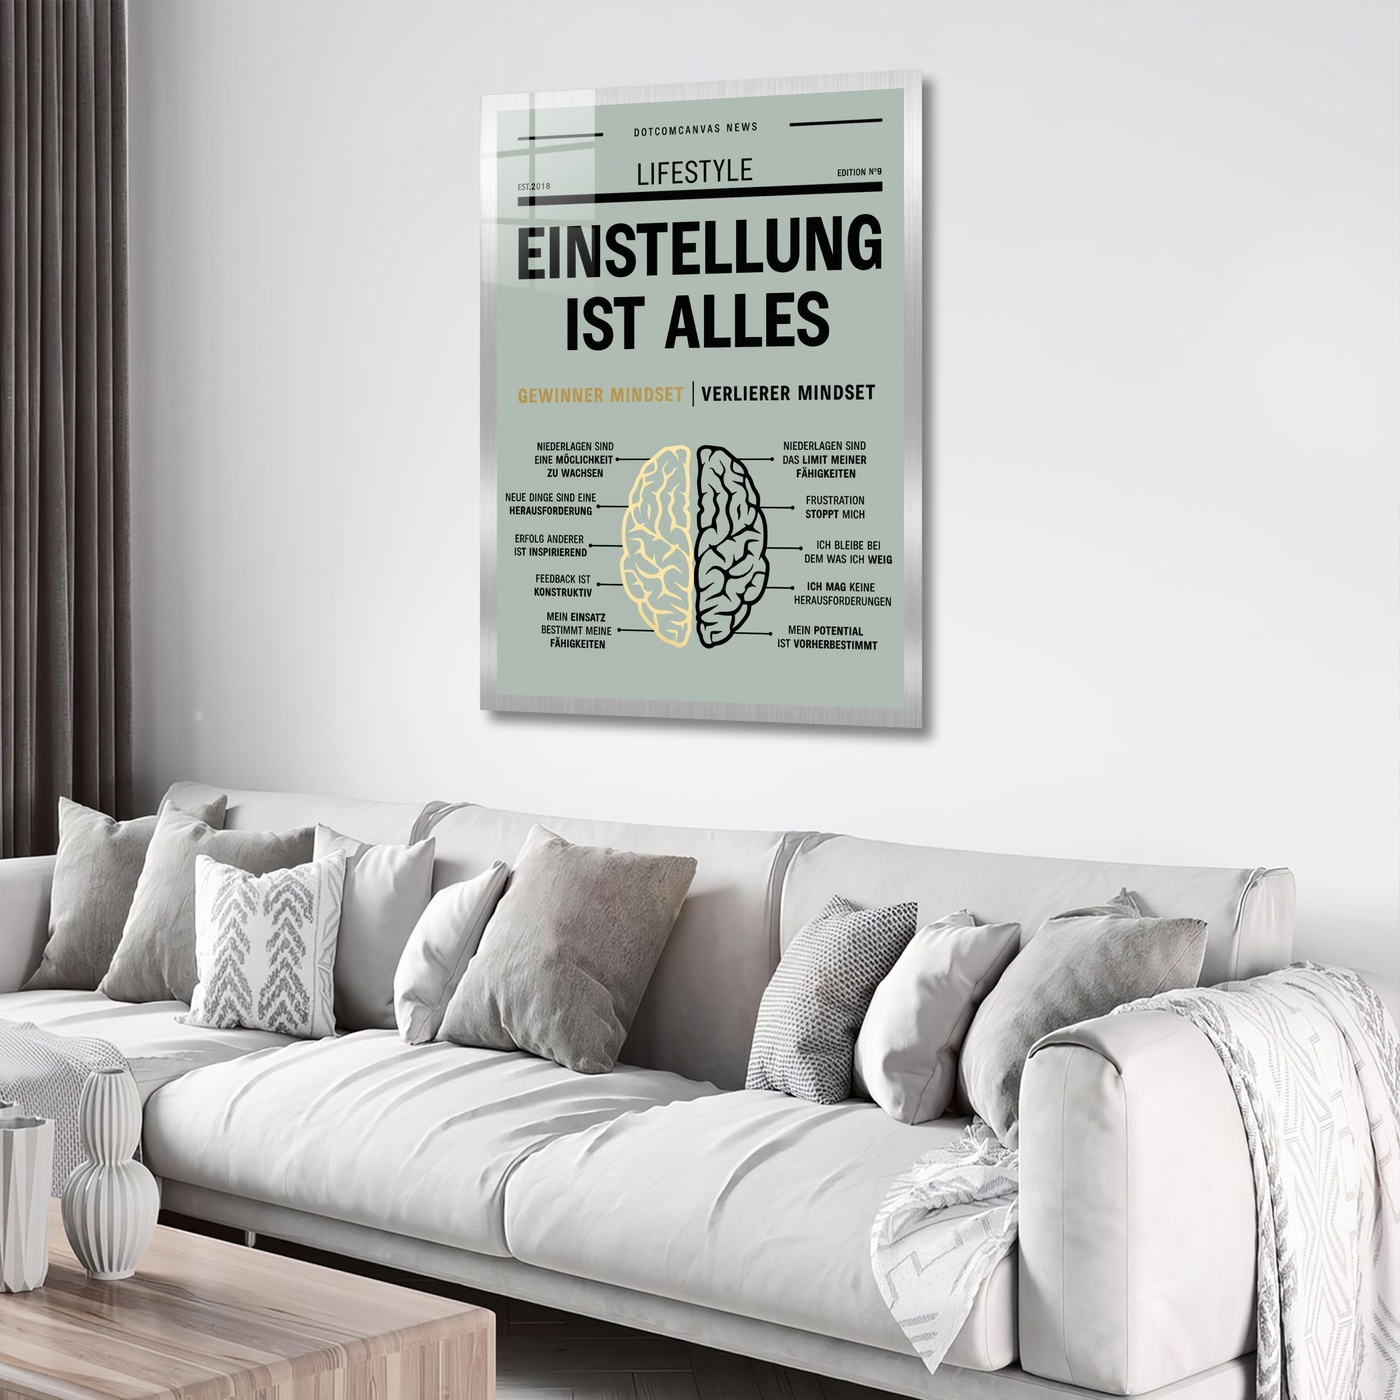 DOTCOMCANVAS NEWS
LIFESTYLE
EST.2018
EDITION N°9
EINSTELLUNG
IST ALLES
GEWINNER MINDSET | VERLIERER MINDSET
NIEDERLAGEN SIND
EINE MÖGLICHKEIT
ZU WACHSEN
NEUE DINGE SIND EINE
HERAUSFORDERUNG
ERFOLG ANDERER
IST INSPIRIEREND
FEEDBACK IST
KONSTRUKTIV
MEIN EINSATZ
BESTIMMT MEINE
FÄHIGKEITEN
NIEDERLAGEN SIND
DAS LIMIT MEINER
FÄHIGKEITEN
FRUSTRATION
STOPPT MICH
ICH BLEIBE BEI
DEM WAS ICH WEIG
ICH MAG KEINE
HERAUSFORDERUNGEN
MEIN POTENTIAL
IST VORHERBESTIMMT